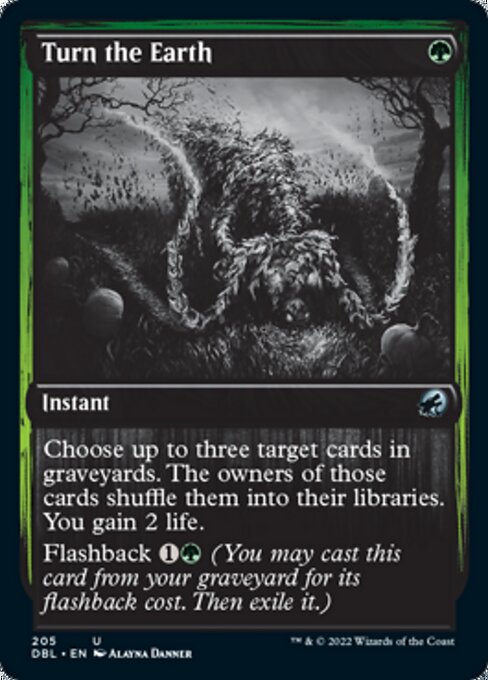 Turn the Earth
Instant
Choose up to three target cards in
graveyards. The owners of those
cards shuffle them into their libraries.
You gain 2 life.
Flashback 1 (You may cast this
card from your graveyard for its
flashback cost. Then exile it.)
205 U
DBL • EN Alayna Danner
™ & © 2022 Wizards of the Coast